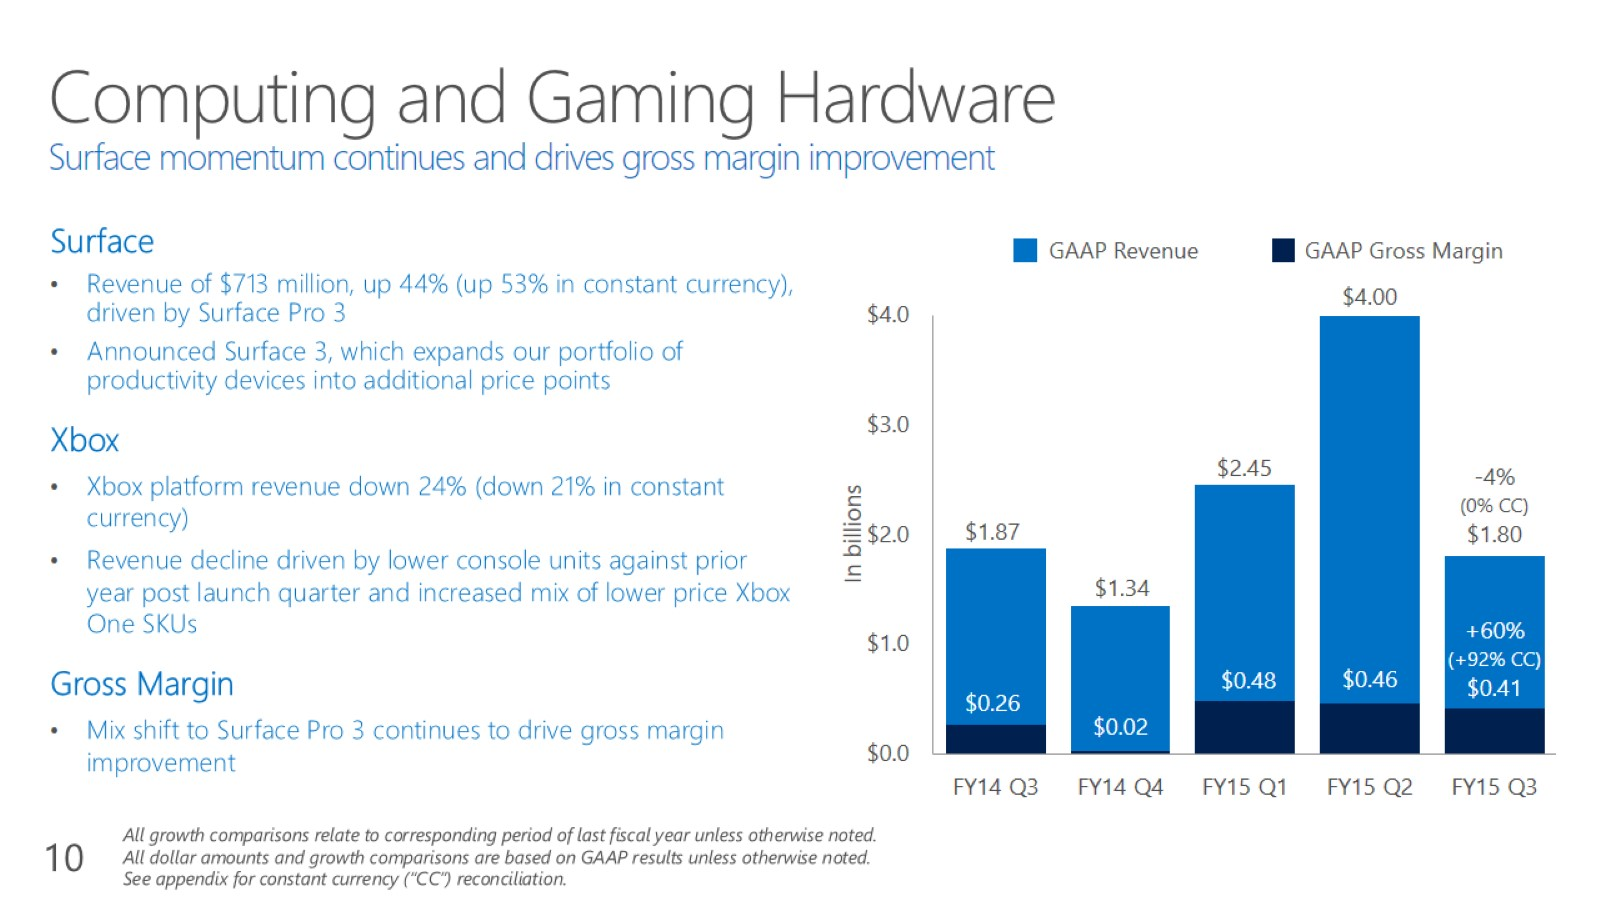 Computing and Gaming Hardware
Surface momentum continues and drives gross margin improvement
Surface
• Revenue of $713 million, up 44% (up 53% in constant currency),
driven by Surface Pro 3
• Announced Surface 3, which expands our portfolio of
productivity devices into additional price points
Xbox
• Xbox platform revenue down 24% (down 21% in constant
currency)
• Revenue decline driven by lower console units against prior
year post launch quarter and increased mix of lower price Xbox
One SKUs
Gross Margin
• Mix shift to Surface Pro 3 continues to drive gross margin
improvement
GAAP Revenue
GAAP Gross Margin
In billions
$4.0
$3.0
$2.0
$1.0
$0.0
$1.87
$0.26
$1.34
$0.02
$2.45
$0.48
$4.00
$0.46
-4%
(0% CC)
$1.80
+60%
(+92% CC)
$0.41
FY14 Q3
FY14 Q4
FY15 Q1
FY15 Q2
FY15 Q3
10
All growth comparisons relate to corresponding period of last fiscal year unless otherwise noted.
All dollar amounts and growth comparisons are based on GAAP results unless otherwise noted.
See appendix for constant currency (“CC”) reconciliation.